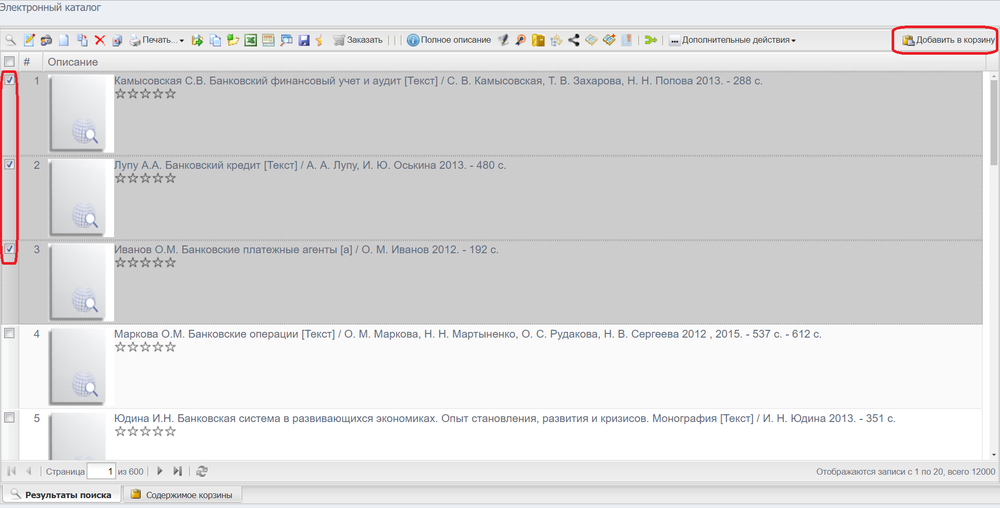 Электронный каталог
Печать... Заказать Полное описание ... Дополнительные действия Добавить в корзину
# Описание
1 Камысовская С.В. Банковский финансовый учет и аудит [Текст] / С. В. Камысовская, Т. В. Захарова, Н. Н. Попова 2013. - 288 с.
2 Лупу А.А. Банковский кредит [Текст] / А. А. Лупу, И. Ю. Оськина 2013. - 480 с.
3 Иванов О.М. Банковские платежные агенты [а] / О. М. Иванов 2012. - 192 с.
4 Маркова О.М. Банковские операции [Текст] / О. М. Маркова, Н. Н. Мартыненко, О. С. Рудакова, Н. В. Сергеева 2012 , 2015. - 537 с. - 612 с.
5 Юдина И.Н. Банковская система в развивающихся экономиках. Опыт становления, развития и кризисов. Монография [Текст] / И. Н. Юдина 2013. - 351 с.
Страница 1 из 600 Отображаются записи с 1 по 20, всего 12000
Результаты поиска Содержимое корзины